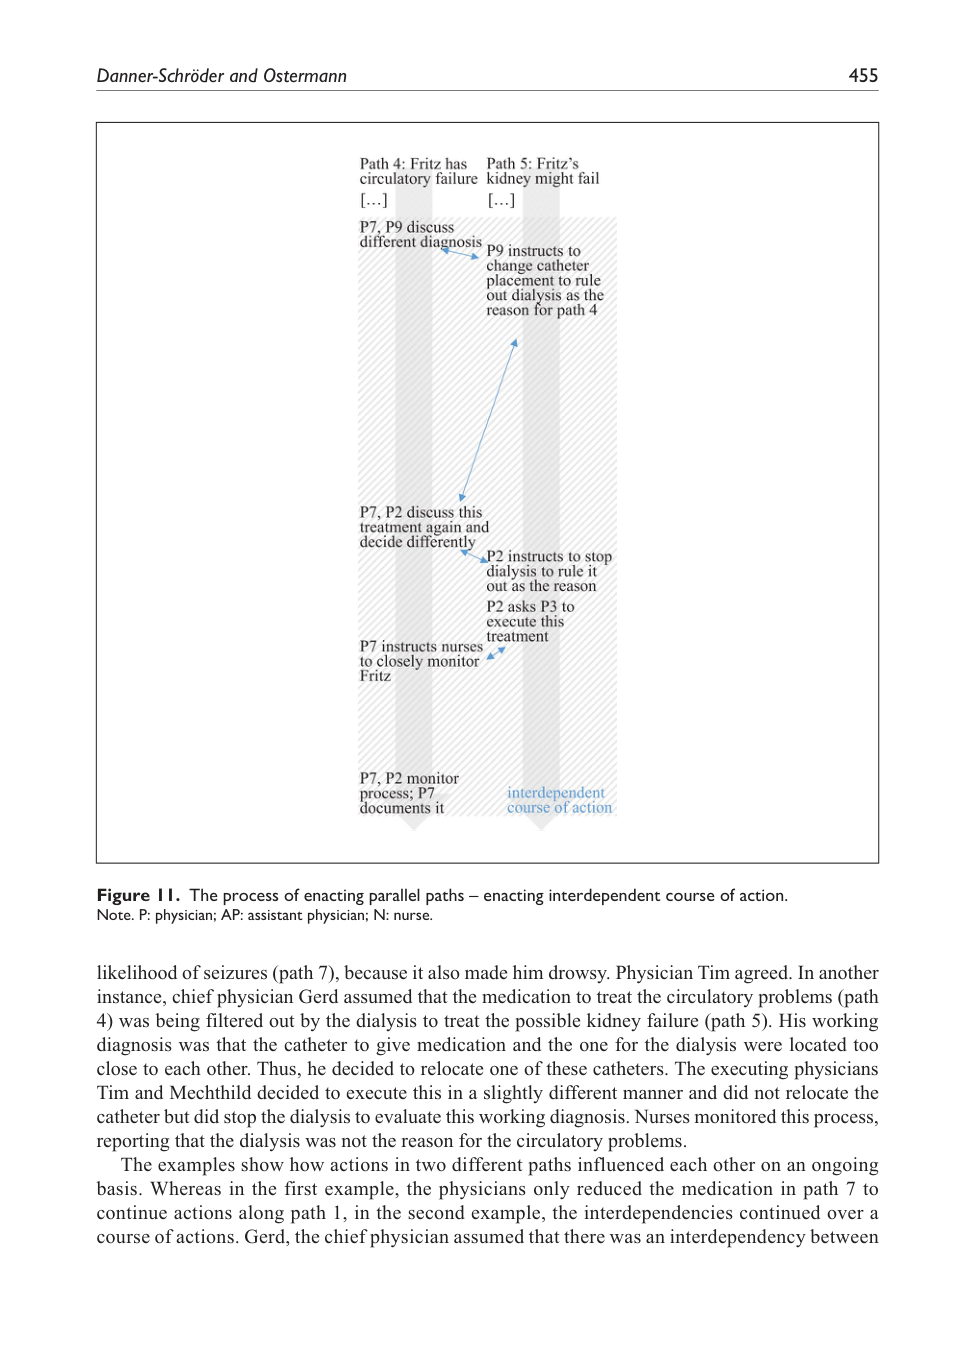 Danner-Schröder and Ostermann 455
Path 4: Fritz has
circulatory failure
[…]
Path 5: Fritz's
kidney might fail
[…]
P7, P9 discuss
different diagnosis
P9 instructs to
change catheter
placement to rule
out dialysis as the
reason for path 4
P7, P2 discuss this
treatment again and
decide differently
P2 instructs to stop
dialysis to rule it
out as the reason
P2 asks P3 to
execute this
treatment
P7 instructs nurses
to closely monitor
Fritz
P7, P2 monitor
process; P7
documents it
interdependent
course of action
Figure 11. The process of enacting parallel paths – enacting interdependent course of action.
Note. P: physician; AP: assistant physician; N: nurse.
likelihood of seizures (path 7), because it also made him drowsy. Physician Tim agreed. In another
instance, chief physician Gerd assumed that the medication to treat the circulatory problems (path
4) was being filtered out by the dialysis to treat the possible kidney failure (path 5). His working
diagnosis was that the catheter to give medication and the one for the dialysis were located too
close to each other. Thus, he decided to relocate one of these catheters. The executing physicians
Tim and Mechthild decided to execute this in a slightly different manner and did not relocate the
catheter but did stop the dialysis to evaluate this working diagnosis. Nurses monitored this process,
reporting that the dialysis was not the reason for the circulatory problems.
The examples show how actions in two different paths influenced each other on an ongoing
basis. Whereas in the first example, the physicians only reduced the medication in path 7 to
continue actions along path 1, in the second example, the interdependencies continued over a
course of actions. Gerd, the chief physician assumed that there was an interdependency between